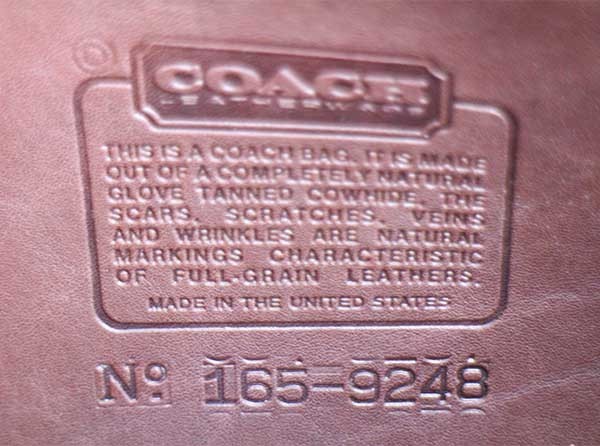 ©
COACH
LEATHERWARE
THIS IS A COACH BAG. IT IS MADE
OUT OF A COMPLETELY NATURAL
GLOVE TANNED COWHIDE, THE
SCARS, SCRATCHES, VEINS
AND WRINKLES ARE NATURAL
MARKINGS CHARACTERISTIC
OF FULL-GRAIN LEATHERS.
MADE IN THE UNITED STATES
Nº 165-9248